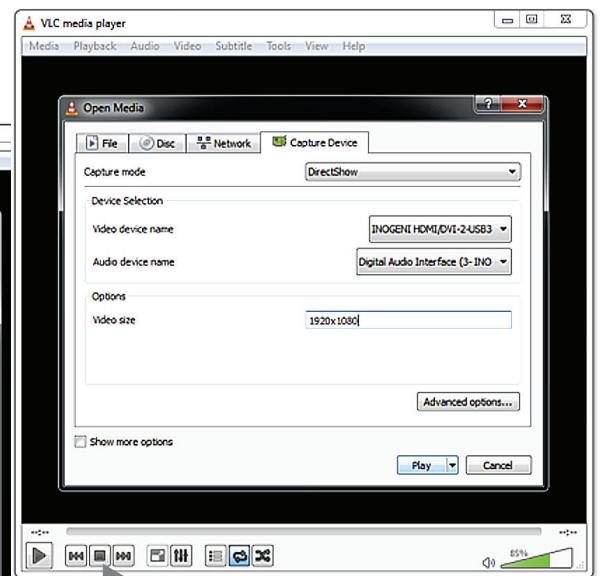 VLC media player
Media Playback Audio Video Subtitle Tools View Help
Open Media
File Disc Network Capture Device
Capture mode DirectShow
Device Selection
Video device name INOGENI HDMI/DVI-2-USB3
Audio device name Digital Audio Interface (3- INO
Options
Video size 1920x1080
Advanced options...
Show more options
Play Cancel
--:-- --:--
85%